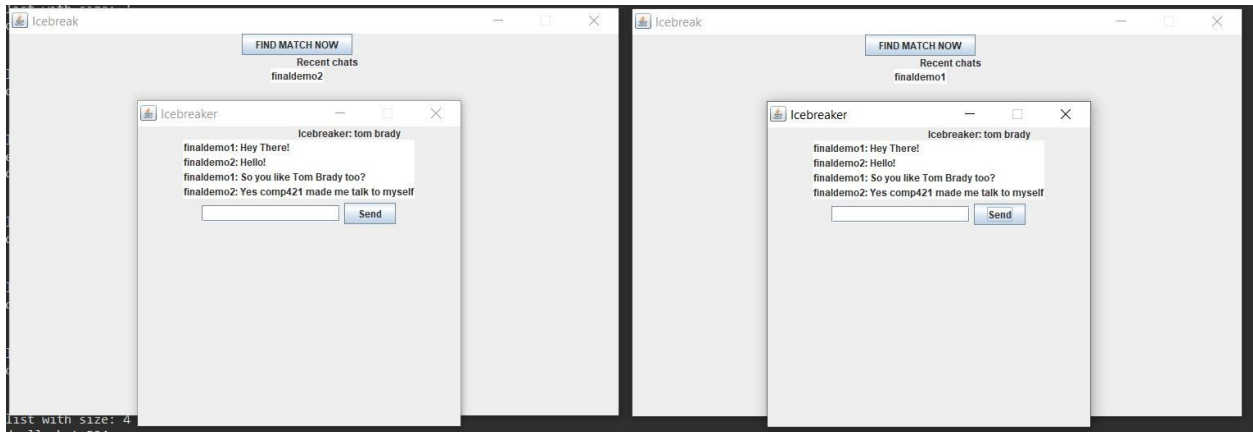 Icebreak
FIND MATCH NOW
Recent chats
finaldemo2
Icebreaker
Icebreaker: tom brady
finaldemo1: Hey There!
finaldemo2: Hello!
finaldemo1: So you like Tom Brady too?
finaldemo2: Yes comp421 made me talk to myself
Send
Icebreak
FIND MATCH NOW
Recent chats
finaldemo1
Icebreaker
Icebreaker: tom brady
finaldemo1: Hey There!
finaldemo2: Hello!
finaldemo1: So you like Tom Brady too?
finaldemo2: Yes comp421 made me talk to myself
Send
list with size: 4